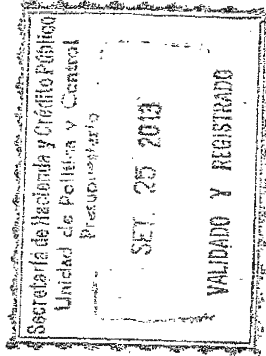 Secretaría de Hacienda y Crédito Público
Unidad de Política y Control
Presupuestario
SET. 25 2013
VALIDADO Y REGISTRADO